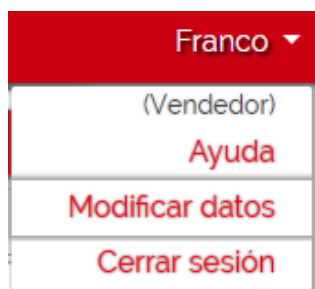 Franco
(Vendedor)
Ayuda
Modificar datos
Cerrar sesión